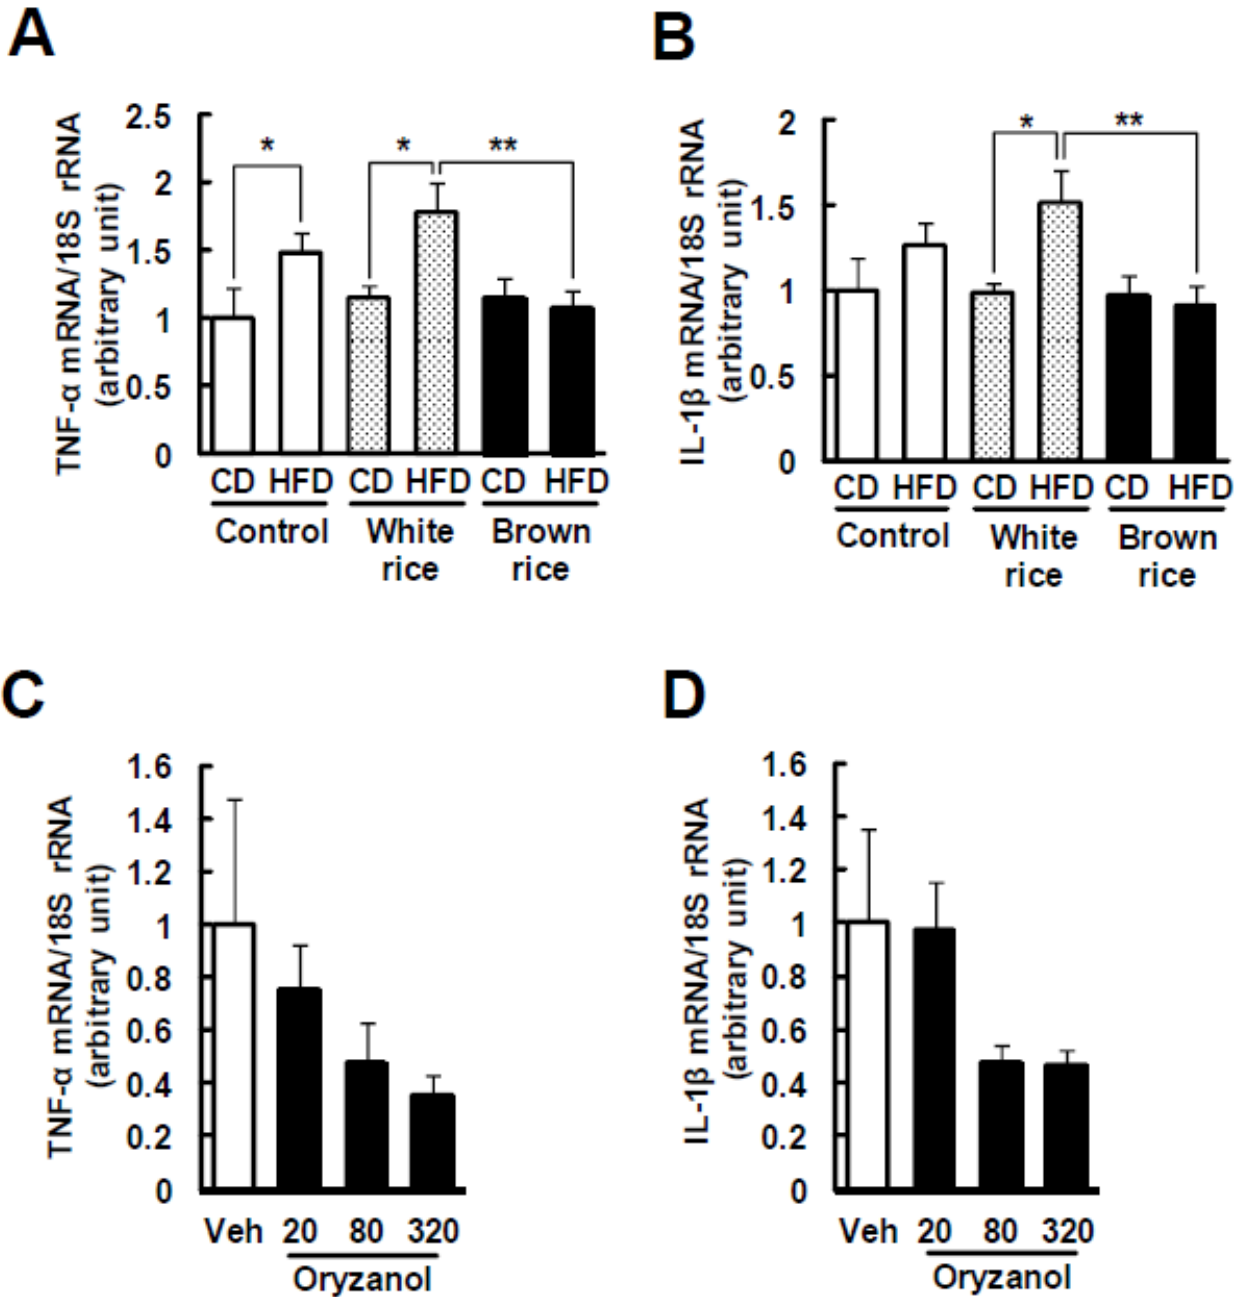 A
TNF-α mRNA/18S rRNA
(arbitrary unit)
2.5
2
1.5
1
0.5
0
* * **
CD HFD CD HFD CD HFD
Control White Brown
rice rice
B
IL-1β mRNA/18S rRNA
(arbitrary unit)
2
1.5
1
0.5
0
* **
CD HFD CD HFD CD HFD
Control White Brown
rice rice
C
TNF-α mRNA/18S rRNA
(arbitrary unit)
1.6
1.4
1.2
1
0.8
0.6
0.4
0.2
0
Veh 20 80 320
Oryzanol
D
IL-1β mRNA/18S rRNA
(arbitrary unit)
1.6
1.4
1.2
1
0.8
0.6
0.4
0.2
0
Veh 20 80 320
Oryzanol